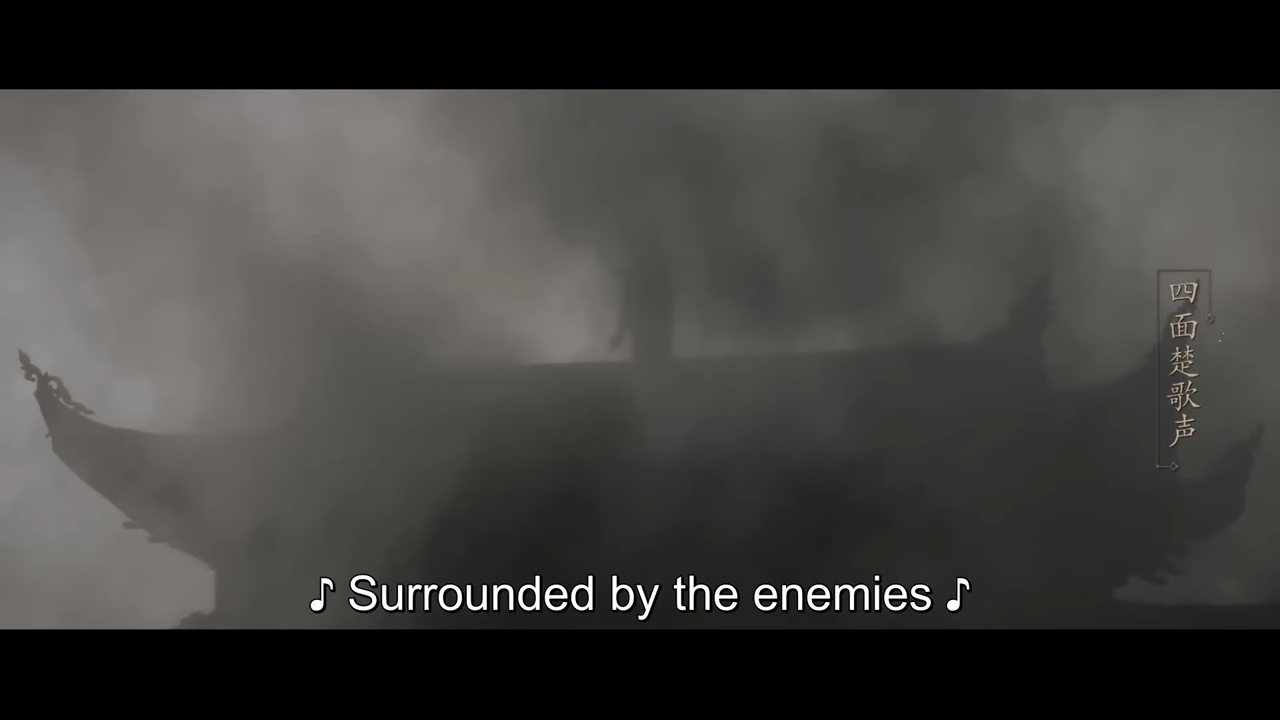 四面楚歌声
♪ Surrounded by the enemies ♪